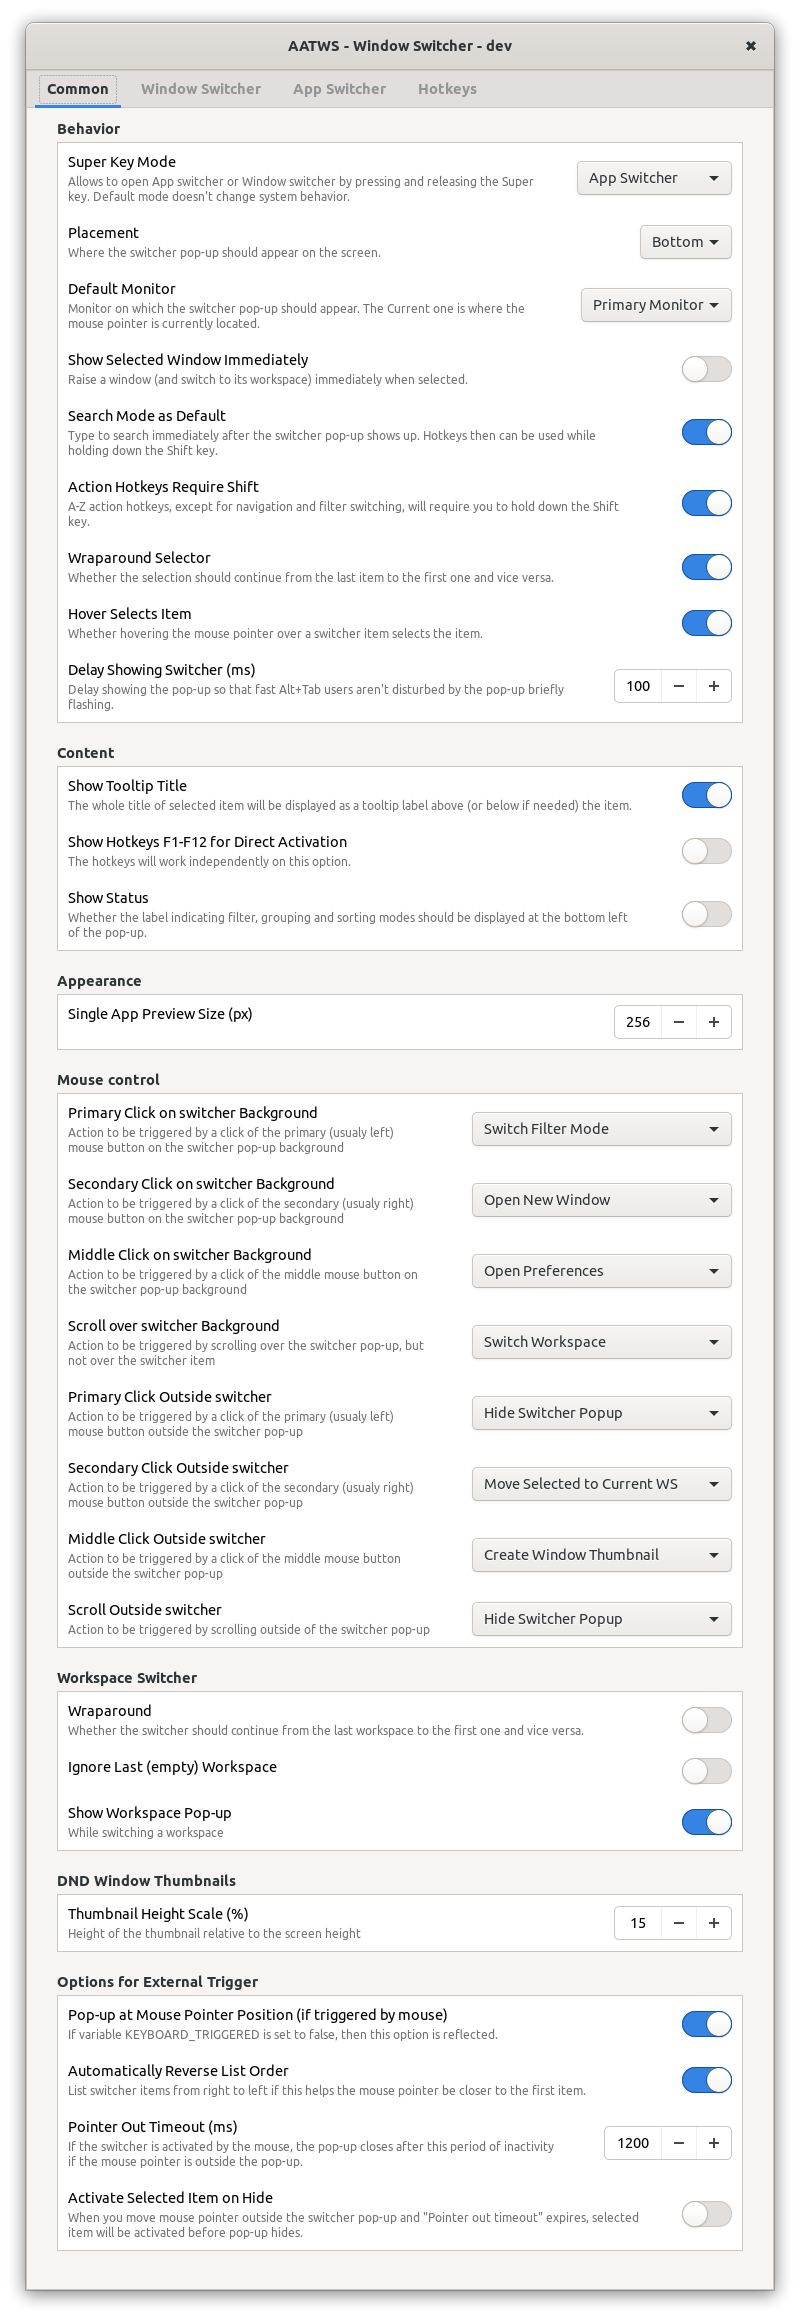 AATWS - Window Switcher - dev
Common
Window Switcher
App Switcher
Hotkeys
Behavior
Super Key Mode
Allows to open App switcher or Window switcher by pressing and releasing the Super
key. Default mode doesn't change system behavior.
App Switcher
Placement
Where the switcher pop-up should appear on the screen.
Bottom
Default Monitor
Monitor on which the switcher pop-up should appear. The Current one is where the
mouse pointer is currently located.
Primary Monitor
Show Selected Window Immediately
Raise a window (and switch to its workspace) immediately when selected.
Search Mode as Default
Type to search immediately after the switcher pop-up shows up. Hotkeys then can be used while
holding down the Shift key.
Action Hotkeys Require Shift
A-Z action hotkeys, except for navigation and filter switching, will require you to hold down the Shift
key.
Wraparound Selector
Whether the selection should continue from the last item to the first one and vice versa.
Hover Selects Item
Whether hovering the mouse pointer over a switcher item selects the item.
Delay Showing Switcher (ms)
Delay showing the pop-up so that fast Alt+Tab users aren't disturbed by the pop-up briefly
flashing.
100
Content
Show Tooltip Title
The whole title of selected item will be displayed as a tooltip label above (or below if needed) the item.
Show Hotkeys F1-F12 for Direct Activation
The hotkeys will work independently on this option.
Show Status
Whether the label indicating filter, grouping and sorting modes should be displayed at the bottom left
of the pop-up.
Appearance
Single App Preview Size (px)
256
Mouse control
Primary Click on switcher Background
Action to be triggered by a click of the primary (usualy left)
mouse button on the switcher pop-up background
Switch Filter Mode
Secondary Click on switcher Background
Action to be triggered by a click of the secondary (usualy right)
mouse button on the switcher pop-up background
Open New Window
Middle Click on switcher Background
Action to be triggered by a click of the middle mouse button on
the switcher pop-up background
Open Preferences
Scroll over switcher Background
Action to be triggered by scrolling over the switcher pop-up, but
not over the switcher item
Switch Workspace
Primary Click Outside switcher
Action to be triggered by a click of the primary (usualy left)
mouse button outside the switcher pop-up
Hide Switcher Popup
Secondary Click Outside switcher
Action to be triggered by a click of the secondary (usualy right)
mouse button outside the switcher pop-up
Move Selected to Current WS
Middle Click Outside switcher
Action to be triggered by a click of the middle mouse button
outside the switcher pop-up
Create Window Thumbnail
Scroll Outside switcher
Action to be triggered by scrolling outside of the switcher pop-up
Hide Switcher Popup
Workspace Switcher
Wraparound
Whether the switcher should continue from the last workspace to the first one and vice versa.
Ignore Last (empty) Workspace
Show Workspace Pop-up
While switching a workspace
DND Window Thumbnails
Thumbnail Height Scale (%)
Height of the thumbnail relative to the screen height
15
Options for External Trigger
Pop-up at Mouse Pointer Position (if triggered by mouse)
If variable KEYBOARD_TRIGGERED is set to false, then this option is reflected.
Automatically Reverse List Order
List switcher items from right to left if this helps the mouse pointer be closer to the first item.
Pointer Out Timeout (ms)
If the switcher is activated by the mouse, the pop-up closes after this period of inactivity
if the mouse pointer is outside the pop-up.
1200
Activate Selected Item on Hide
When you move mouse pointer outside the switcher pop-up and "Pointer out timeout" expires, selected
item will be activated before pop-up hides.